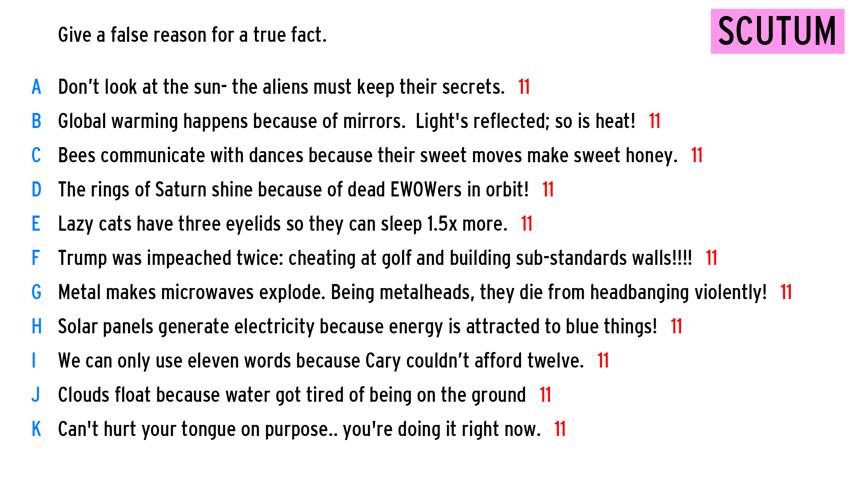 Give a false reason for a true fact.
SCUTUM
A Don't look at the sun- the aliens must keep their secrets. 11
B Global warming happens because of mirrors. Light's reflected; so is heat! 11
C Bees communicate with dances because their sweet moves make sweet honey. 11
D The rings of Saturn shine because of dead EWOWers in orbit! 11
E Lazy cats have three eyelids so they can sleep 1.5x more. 11
F Trump was impeached twice: cheating at golf and building sub-standards walls!!!! 11
G Metal makes microwaves explode. Being metalheads, they die from headbanging violently! 11
H Solar panels generate electricity because energy is attracted to blue things! 11
I We can only use eleven words because Cary couldn't afford twelve. 11
J Clouds float because water got tired of being on the ground 11
K Can't hurt your tongue on purpose.. you're doing it right now. 11